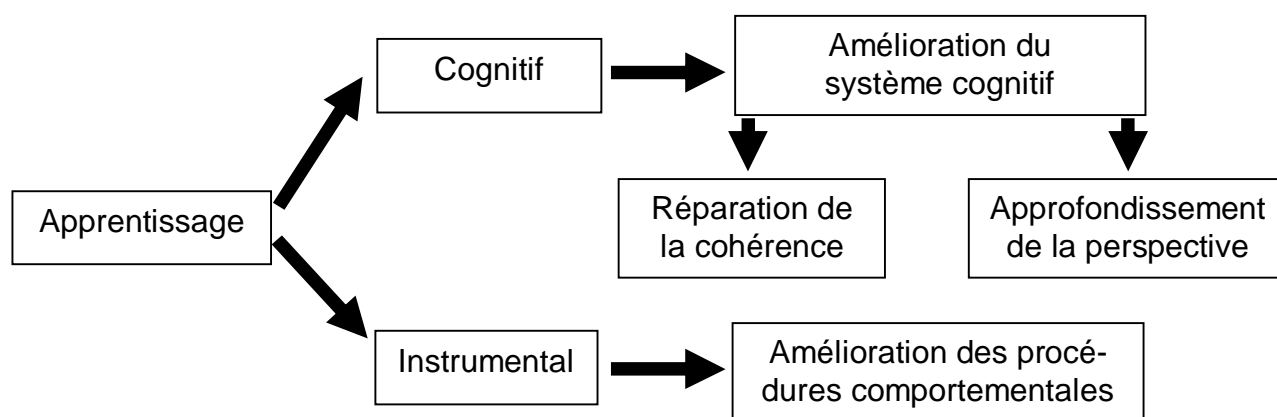 Cognitif
Amélioration du
système cognitif
Apprentissage
Réparation de
la cohérence
Approfondissement
de la perspective
Instrumental
Amélioration des procé-
dures comportementales